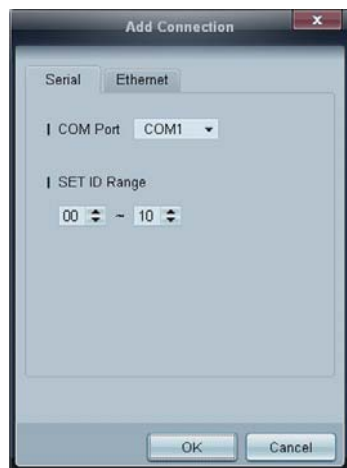 Add Connection
Serial Ethernet
COM Port COM1
SET ID Range
00 ~ 10
OK Cancel